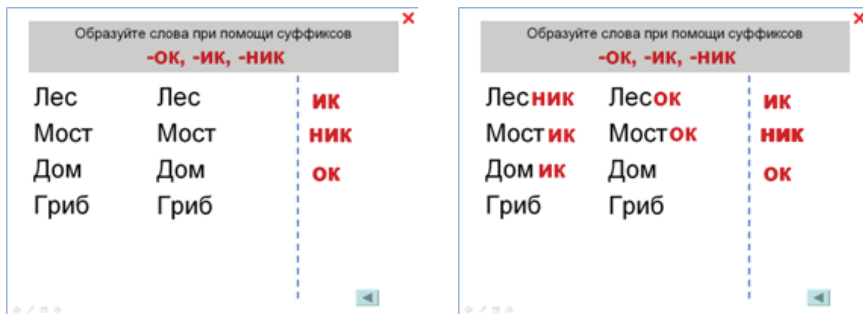 Образуйте слова при помощи суффиксов
-ок, -ик, -ник
Лес Лес ик
Мост Мост ник
Дом Дом ок
Гриб Гриб
Образуйте слова при помощи суффиксов
-ок, -ик, -ник
Лесник Лесок ик
Мостик Мосток ник
Домик Дом ок
Гриб Гриб